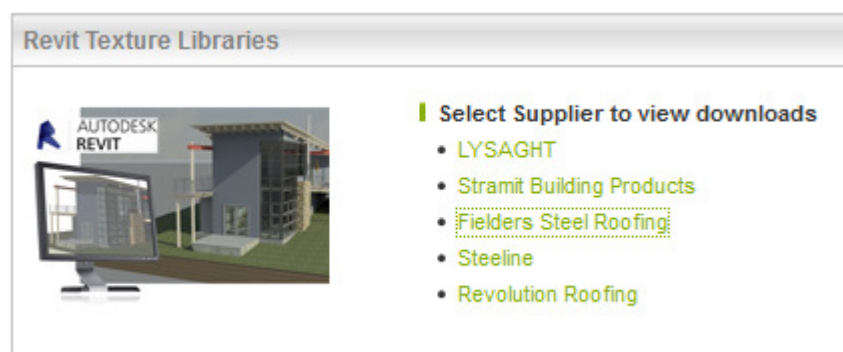 Revit Texture Libraries
AUTODESK
REVIT
Select Supplier to view downloads
LYSAGHT
Stramit Building Products
Fielders Steel Roofing
Steeline
Revolution Roofing